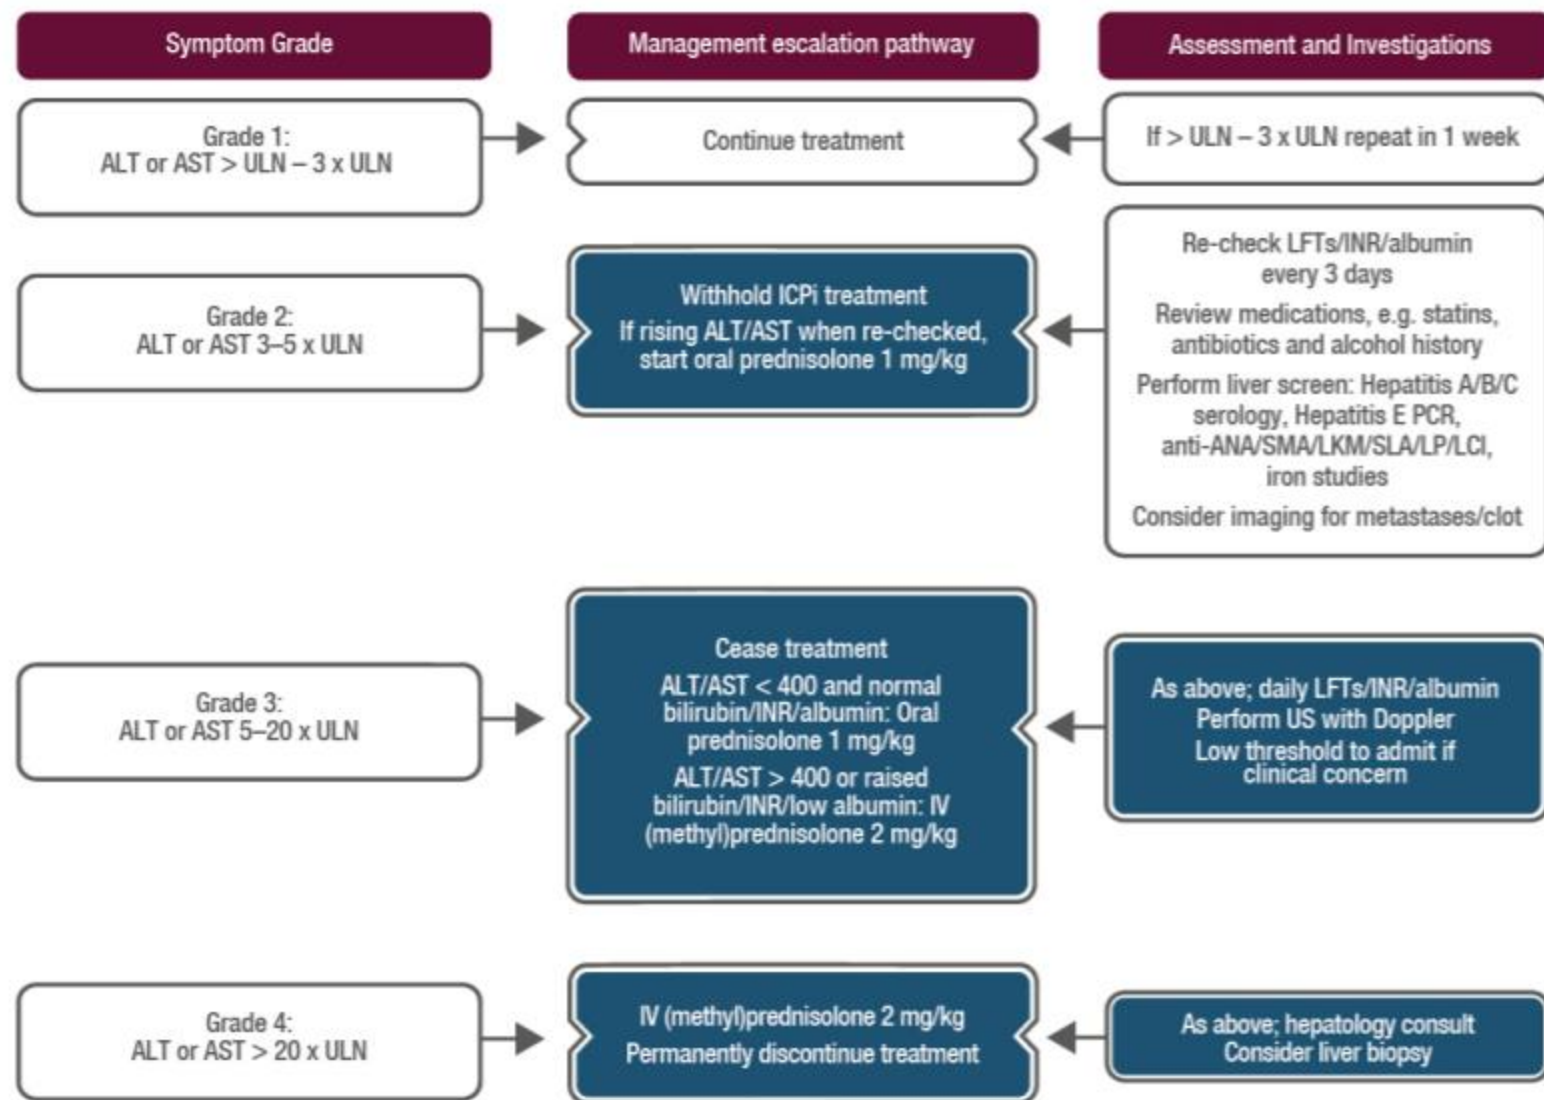 Symptom Grade
Management escalation pathway
Assessment and Investigations
Grade 1:
ALT or AST > ULN – 3 x ULN
Continue treatment
If > ULN – 3 x ULN repeat in 1 week
Grade 2:
ALT or AST 3–5 x ULN
Withhold ICPi treatment
If rising ALT/AST when re-checked,
start oral prednisolone 1 mg/kg
Re-check LFTs/INR/albumin
every 3 days
Review medications, e.g. statins,
antibiotics and alcohol history
Perform liver screen: Hepatitis A/B/C
serology, Hepatitis E PCR,
anti-ANA/SMA/LKM/SLA/LP/LCI,
iron studies
Consider imaging for metastases/clot
Grade 3:
ALT or AST 5–20 x ULN
Cease treatment
ALT/AST < 400 and normal
bilirubin/INR/albumin: Oral
prednisolone 1 mg/kg
ALT/AST > 400 or raised
bilirubin/INR/low albumin: IV
(methyl)prednisolone 2 mg/kg
As above; daily LFTs/INR/albumin
Perform US with Doppler
Low threshold to admit if
clinical concern
Grade 4:
ALT or AST > 20 x ULN
IV (methyl)prednisolone 2 mg/kg
Permanently discontinue treatment
As above; hepatology consult
Consider liver biopsy